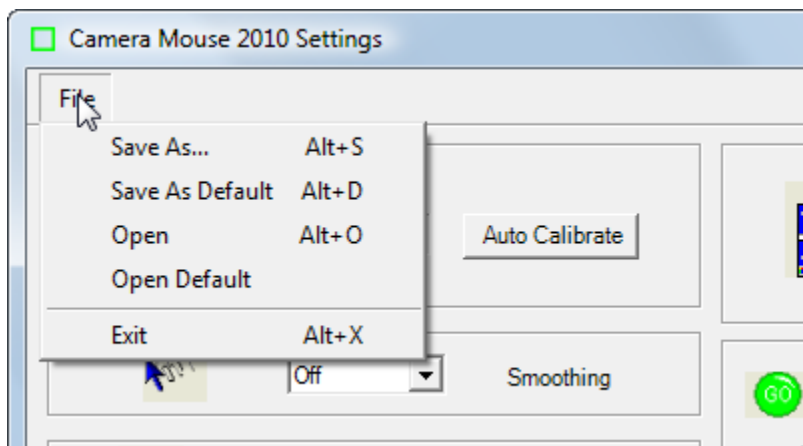 Camera Mouse 2010 Settings
File
Save As... Alt+S
Save As Default Alt+D
Open Alt+O
Auto Calibrate
Open Default
Exit Alt+X
Off Smoothing
GO